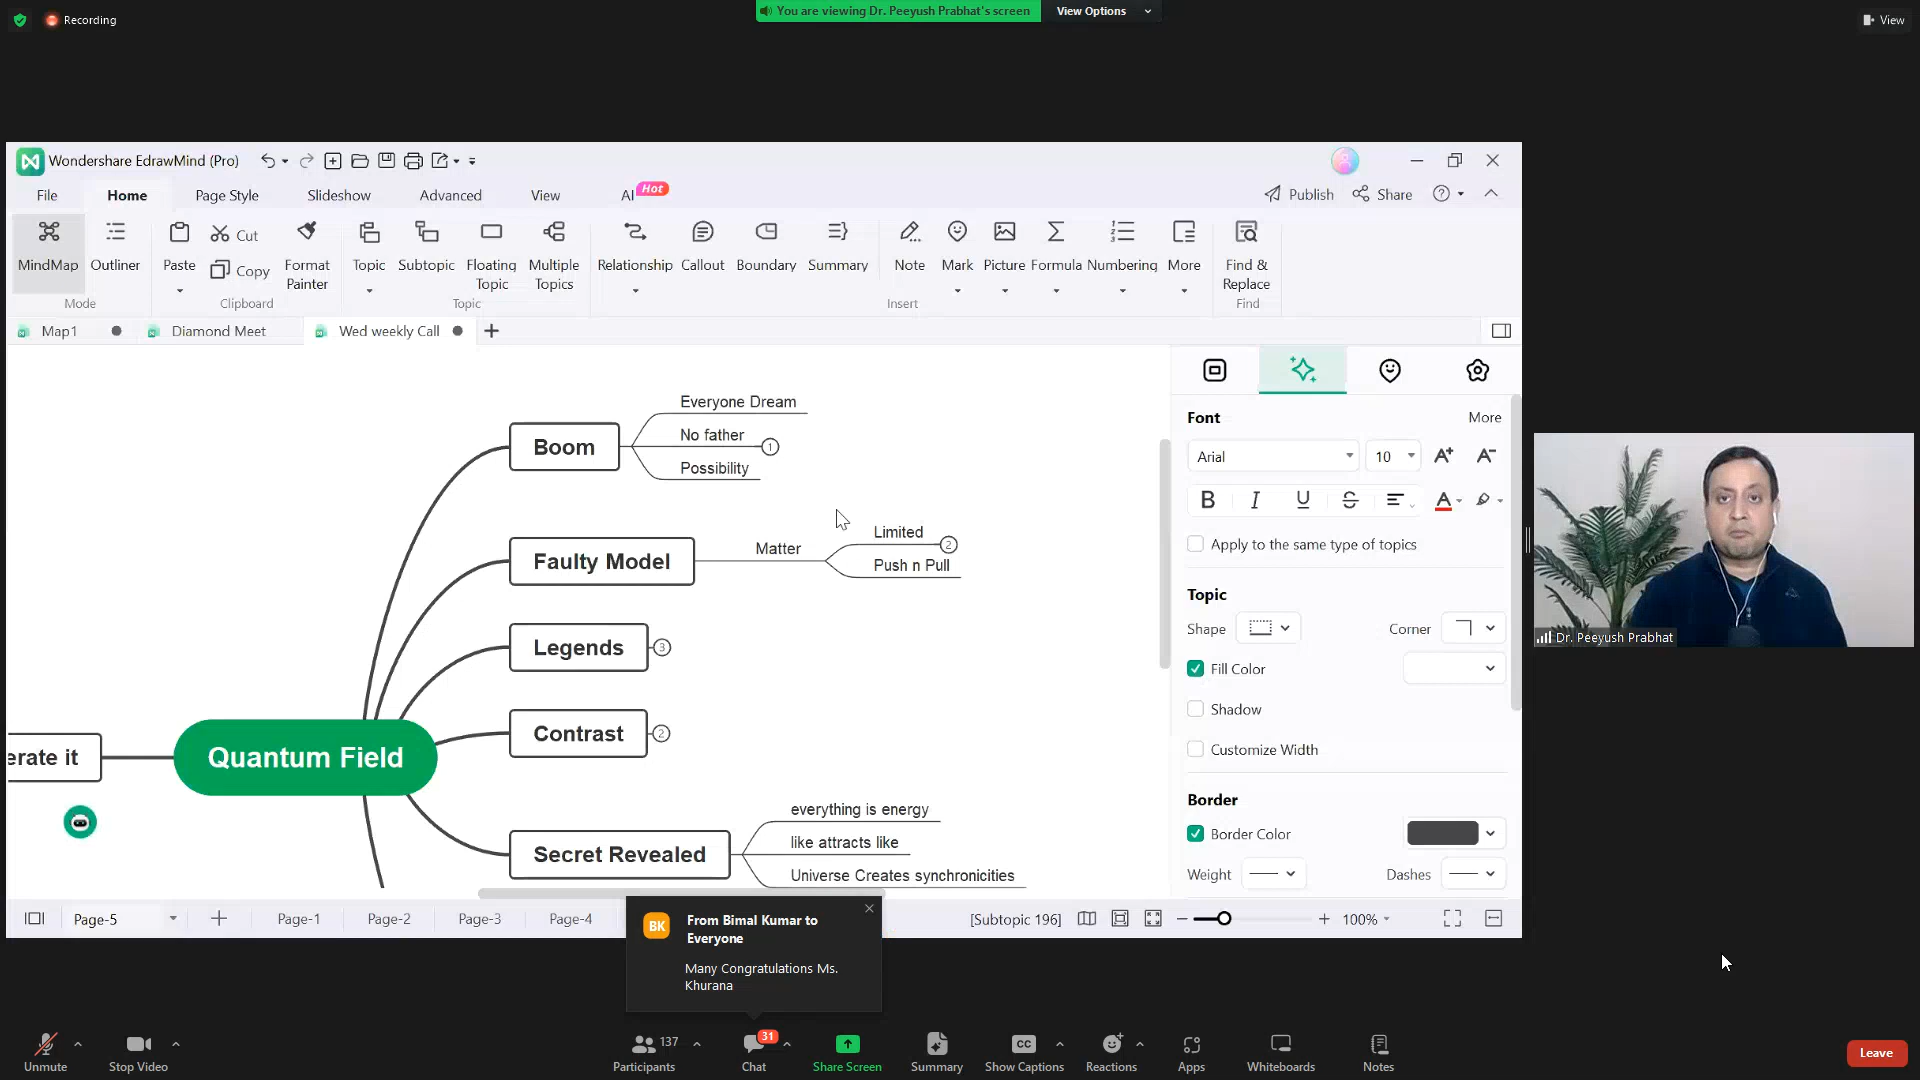 Recording
You are viewing Dr. Peeyush Prabhat's screen
View Options
View
Wondershare EdrawMind (Pro)
File
Home
Page Style
Slideshow
Advanced
View
AI
Hot
Publish
Share
MindMap
Outliner
Mode
Paste
Cut
Copy
Format
Painter
Clipboard
Topic
Subtopic
Floating
Topic
Multiple
Topics
Topic
Relationship
Callout
Boundary
Summary
Note
Mark
Picture
Formula
Numbering
More
Insert
Find &
Replace
Find
Map1
Diamond Meet
Wed weekly Call
Boom
Everyone Dream
No father
1
Possibility
Faulty Model
Matter
Limited
2
Push n Pull
Legends
3
Contrast
2
erate it
Quantum Field
Secret Revealed
everything is energy
like attracts like
Universe Creates synchronicities
Font
More
Arial
10
A+
A-
B
I
U
S
A
Apply to the same type of topics
Topic
Shape
Corner
Fill Color
Shadow
Customize Width
Border
Border Color
Weight
Dashes
Page-5
Page-1
Page-2
Page-3
Page-4
[Subtopic 196]
100%
BK
From Bimal Kumar to
Everyone
Many Congratulations Ms.
Khurana
Dr. Peeyush Prabhat
Unmute
Stop Video
137
Participants
31
Chat
Share Screen
Summary
CC
Show Captions
Reactions
Apps
Whiteboards
Notes
Leave